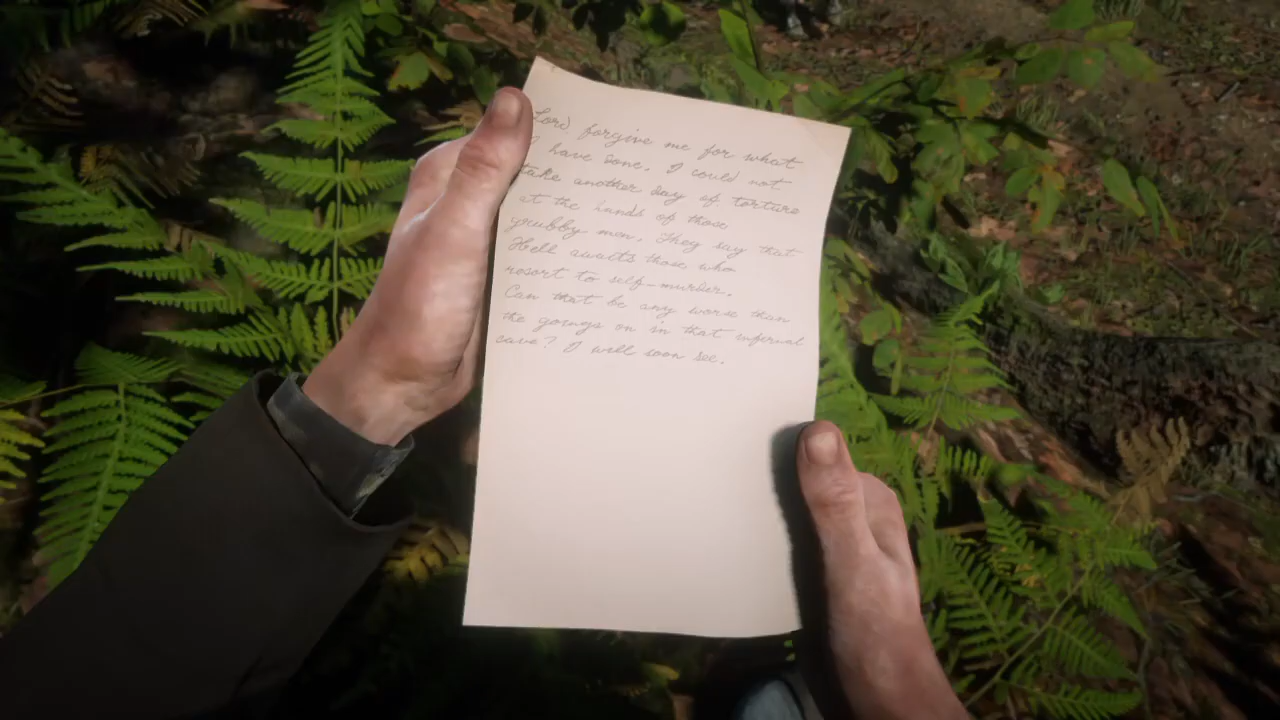 Lord, forgive me for what
I have done. I could not
take another day of torture
at the hands of those
grubby men. They say that
Hell awaits those who
resort to self-murder.
Can that be any worse than
the goings on in that infernal
cave? I will soon see.